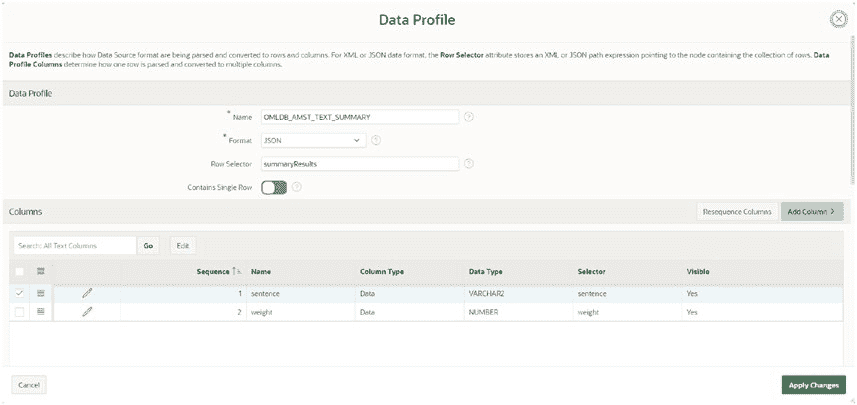 Data Profile
Data Profiles describe how Data Source format are being parsed and converted to rows and columns. For XML or JSON data format, the Row Selector attribute stores an XML or JSON path expression pointing to the node containing the collection of rows. Data
Profile Columns determine how one row is parsed and converted to multiple columns.
Data Profile
* Name OMLDB_AMST_TEXT_SUMMARY ?
* Format JSON ?
Row Selector summaryResults ?
Contains Single Row ?
Columns Resequence Columns Add Column >
Search: All Text Columns Go Edit
Sequence Name Column Type Data Type Selector Visible
1 sentence Data VARCHAR2 sentence Yes
2 weight Data NUMBER weight Yes
Cancel Apply Changes